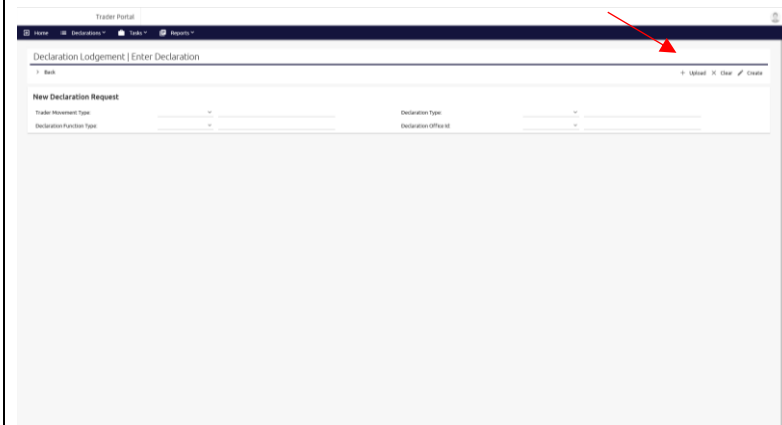 Trader Portal
Home Declarations Tasks Reports
Declaration Lodgement | Enter Declaration
Back
+ Upload X Clear Create
New Declaration Request
Trader Movement Type: Declaration Type:
Declaration Function Type: Declaration Office Id: